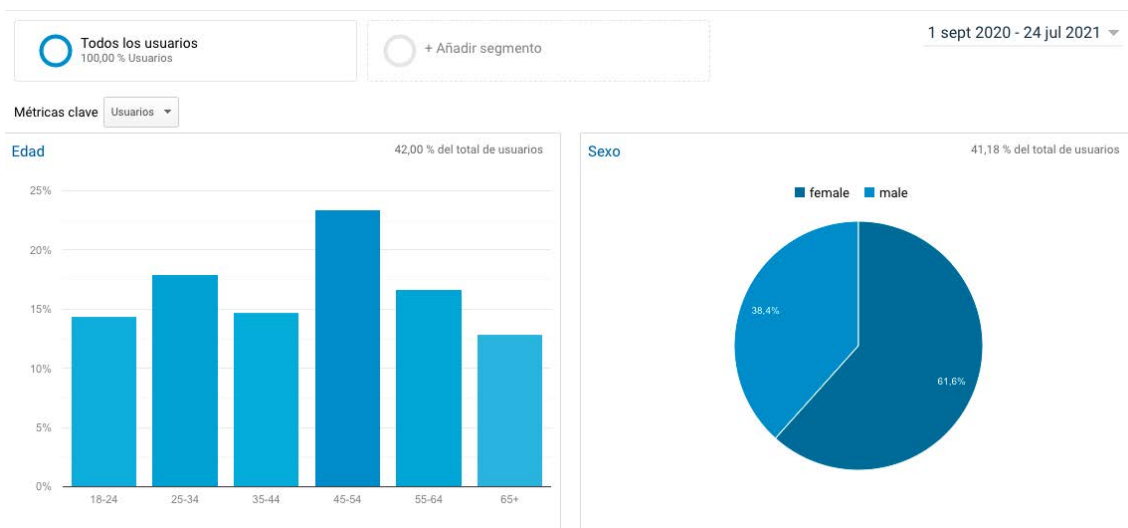 Todos los usuarios
100,00 % Usuarios
+ Añadir segmento
1 sept 2020 - 24 jul 2021
Métricas clave
Usuarios
Edad
42,00 % del total de usuarios
25%
20%
15%
10%
5%
0%
18-24
25-34
35-44
45-54
55-64
65+
Sexo
41,18 % del total de usuarios
female
male
38,4%
61,6%